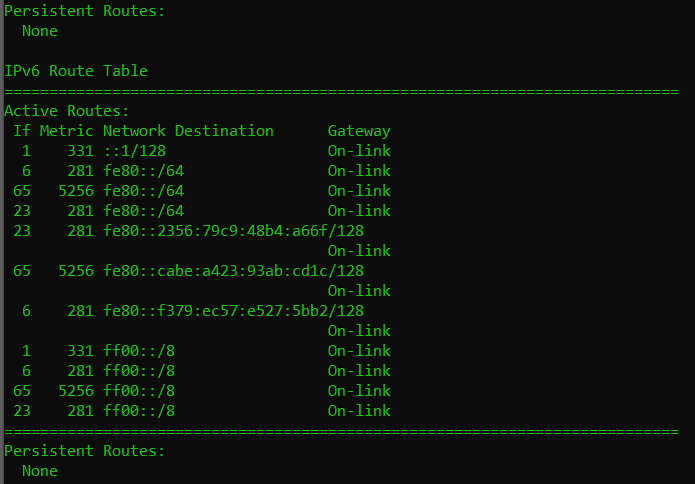 Persistent Routes:
  None

IPv6 Route Table
===========================================================================
Active Routes:
 If Metric Network Destination      Gateway
  1    331 ::1/128                  On-link
  6    281 fe80::/64                On-link
 65   5256 fe80::/64                On-link
 23    281 fe80::/64                On-link
 23    281 fe80::2356:79c9:48b4:a66f/128
                                    On-link
 65   5256 fe80::cabe:a423:93ab:cd1c/128
                                    On-link
  6    281 fe80::f379:ec57:e527:5bb2/128
                                    On-link
  1    331 ff00::/8                 On-link
  6    281 ff00::/8                 On-link
 65   5256 ff00::/8                 On-link
 23    281 ff00::/8                 On-link
===========================================================================
Persistent Routes:
  None